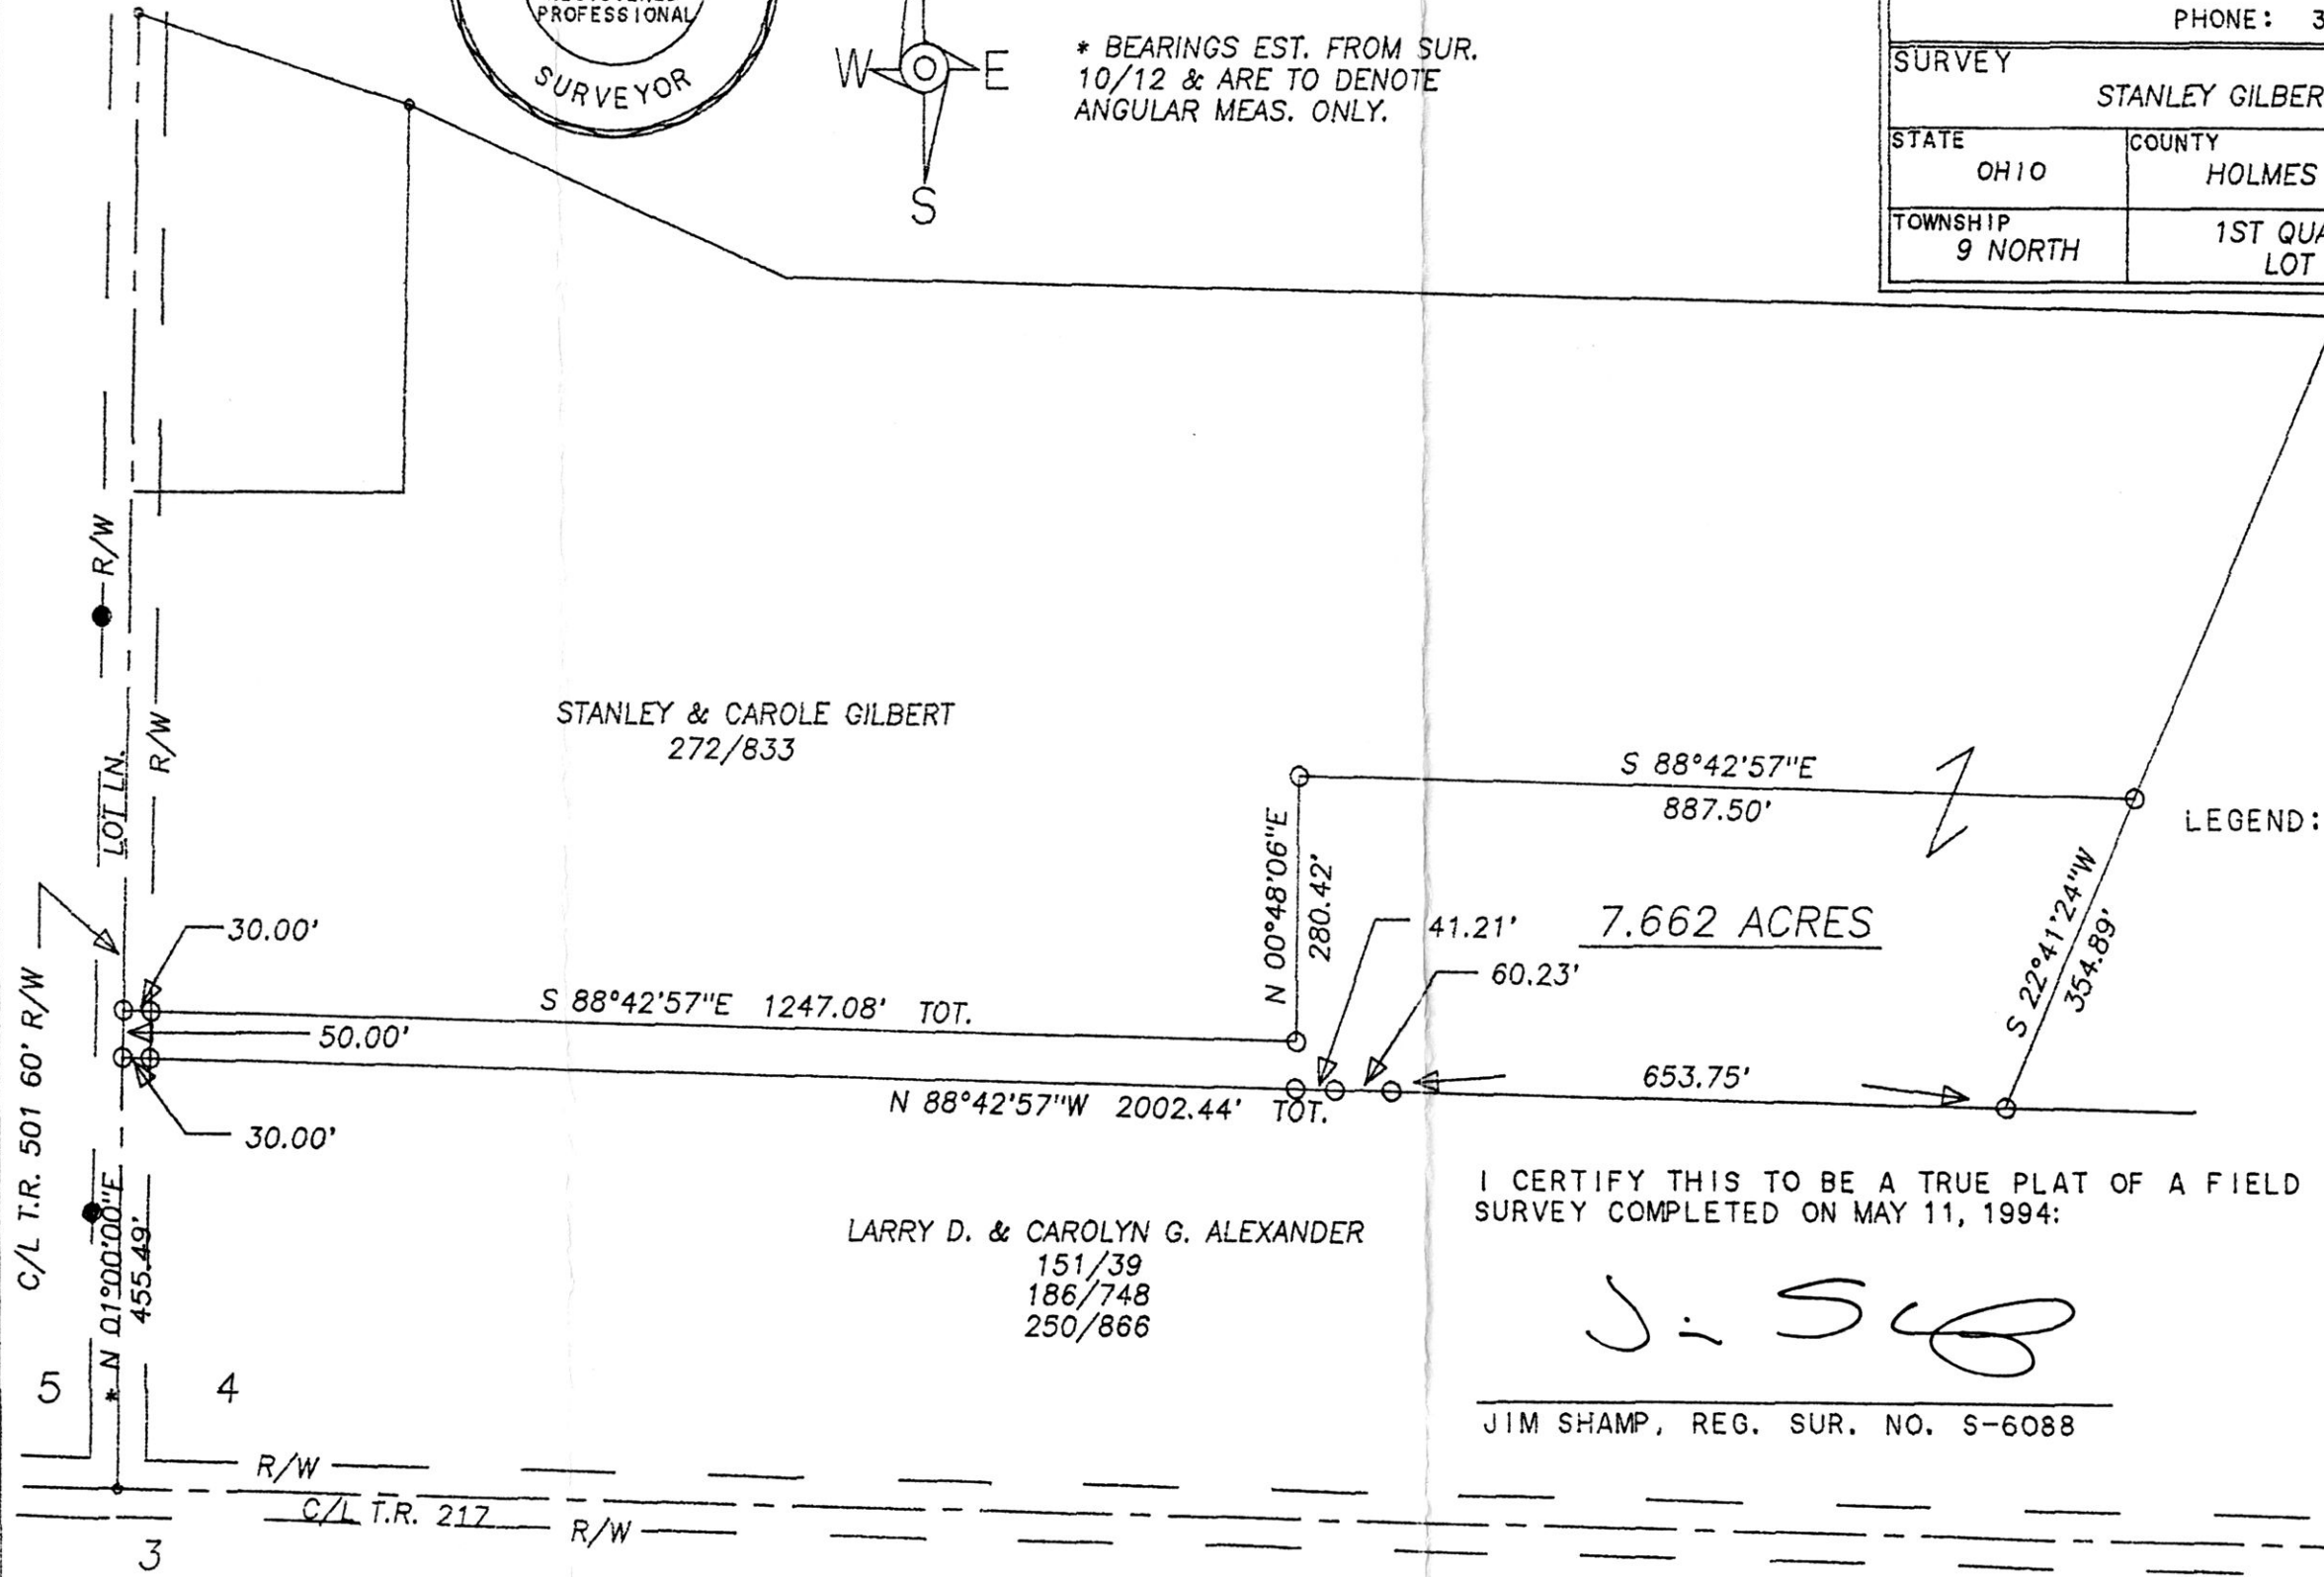 PROFESSIONAL
SURVEYOR
W
E
S
* BEARINGS EST. FROM SUR.
10/12 & ARE TO DENOTE
ANGULAR MEAS. ONLY.
PHONE: 3
SURVEY
STANLEY GILBER
STATE
OHIO
COUNTY
HOLMES
TOWNSHIP
9 NORTH
1ST QUA
LOT
R/W
R/W
LOT LN.
C/L T.R. 501 60' R/W
STANLEY & CAROLE GILBERT
272/833
S 88°42'57"E
887.50'
LEGEND:
N 00°48'06"E
280.42'
S 22°41'24"W
354.89'
7.662 ACRES
30.00'
41.21'
60.23'
S 88°42'57"E 1247.08' TOT.
50.00'
653.75'
N 88°42'57"W 2002.44' TOT.
30.00'
* N 01°00'00"E
455.49'
LARRY D. & CAROLYN G. ALEXANDER
151/39
186/748
250/866
I CERTIFY THIS TO BE A TRUE PLAT OF A FIELD
SURVEY COMPLETED ON MAY 11, 1994:
JIM SHAMP, REG. SUR. NO. S-6088
5
4
R/W
C/L T.R. 217
R/W
3